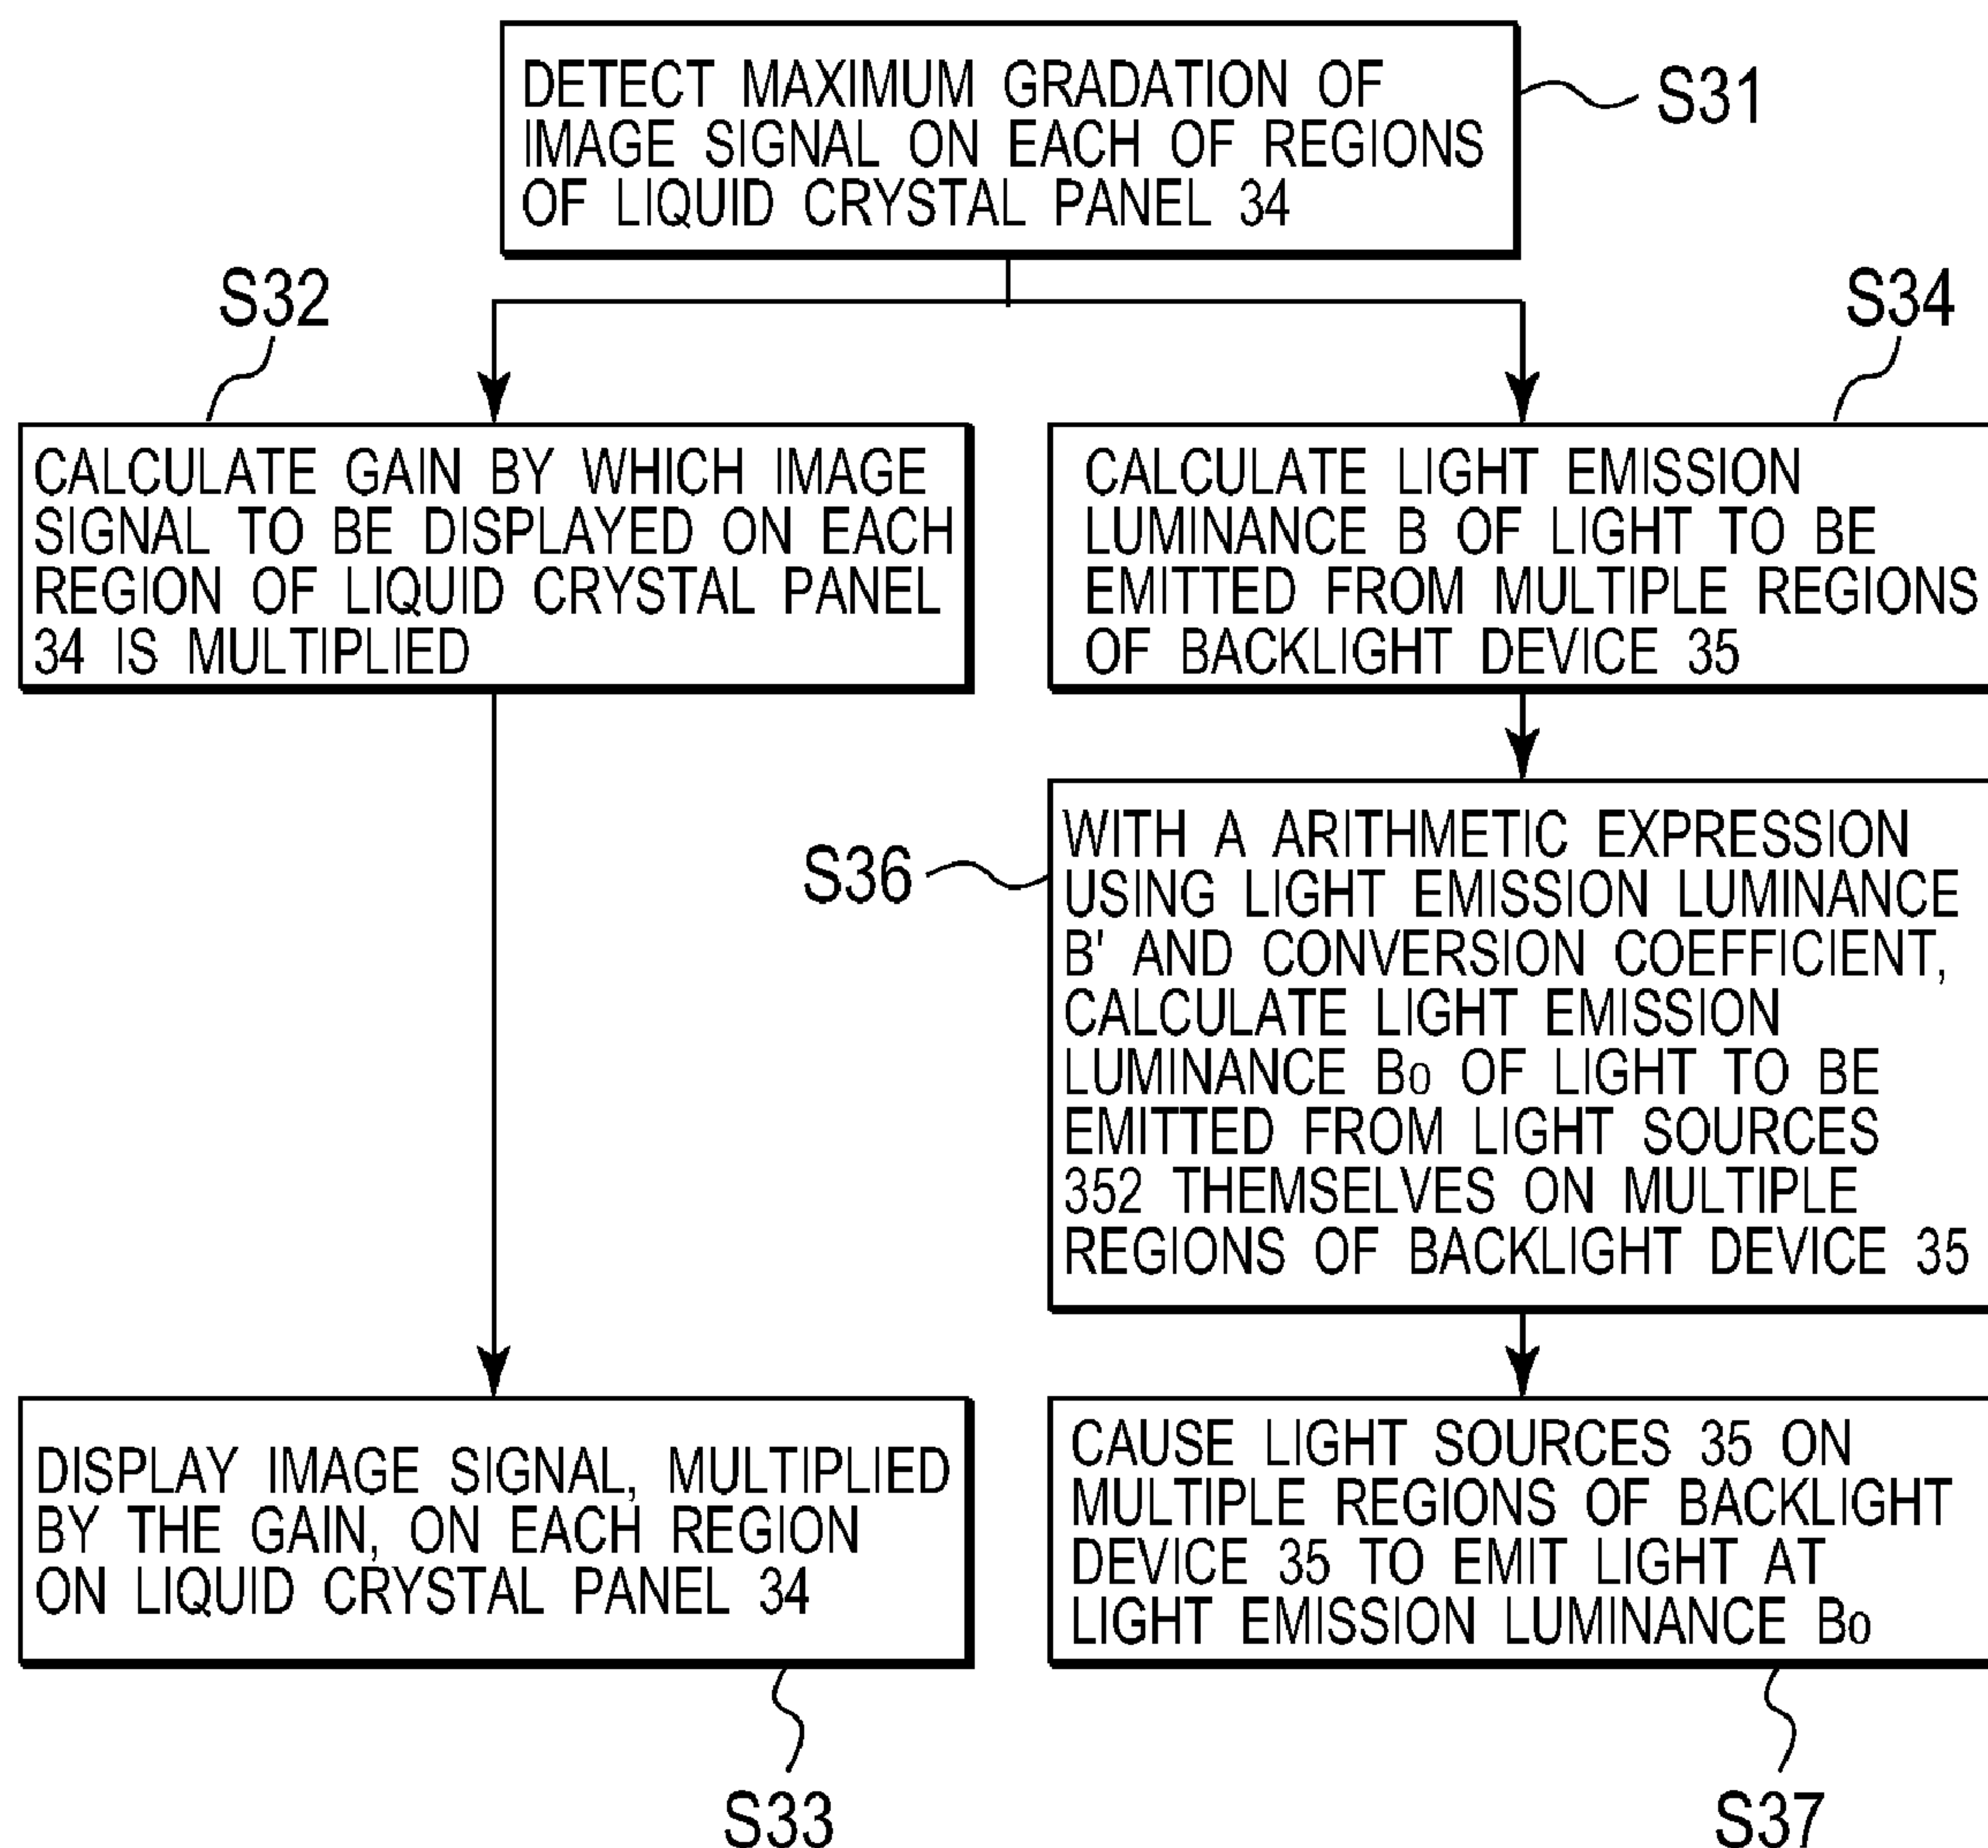 DETECT MAXIMUM GRADATION OF
IMAGE SIGNAL ON EACH OF REGIONS
OF LIQUID CRYSTAL PANEL 34
S31
S32
S34
CALCULATE GAIN BY WHICH IMAGE
SIGNAL TO BE DISPLAYED ON EACH
REGION OF LIQUID CRYSTAL PANEL
34 IS MULTIPLIED
CALCULATE LIGHT EMISSION
LUMINANCE B OF LIGHT TO BE
EMITTED FROM MULTIPLE REGIONS
OF BACKLIGHT DEVICE 35
S36
WITH A ARITHMETIC EXPRESSION
USING LIGHT EMISSION LUMINANCE
B' AND CONVERSION COEFFICIENT,
CALCULATE LIGHT EMISSION
LUMINANCE B0 OF LIGHT TO BE
EMITTED FROM LIGHT SOURCES
352 THEMSELVES ON MULTIPLE
REGIONS OF BACKLIGHT DEVICE 35
DISPLAY IMAGE SIGNAL, MULTIPLIED
BY THE GAIN, ON EACH REGION
ON LIQUID CRYSTAL PANEL 34
CAUSE LIGHT SOURCES 35 ON
MULTIPLE REGIONS OF BACKLIGHT
DEVICE 35 TO EMIT LIGHT AT
LIGHT EMISSION LUMINANCE B0
S33
S37